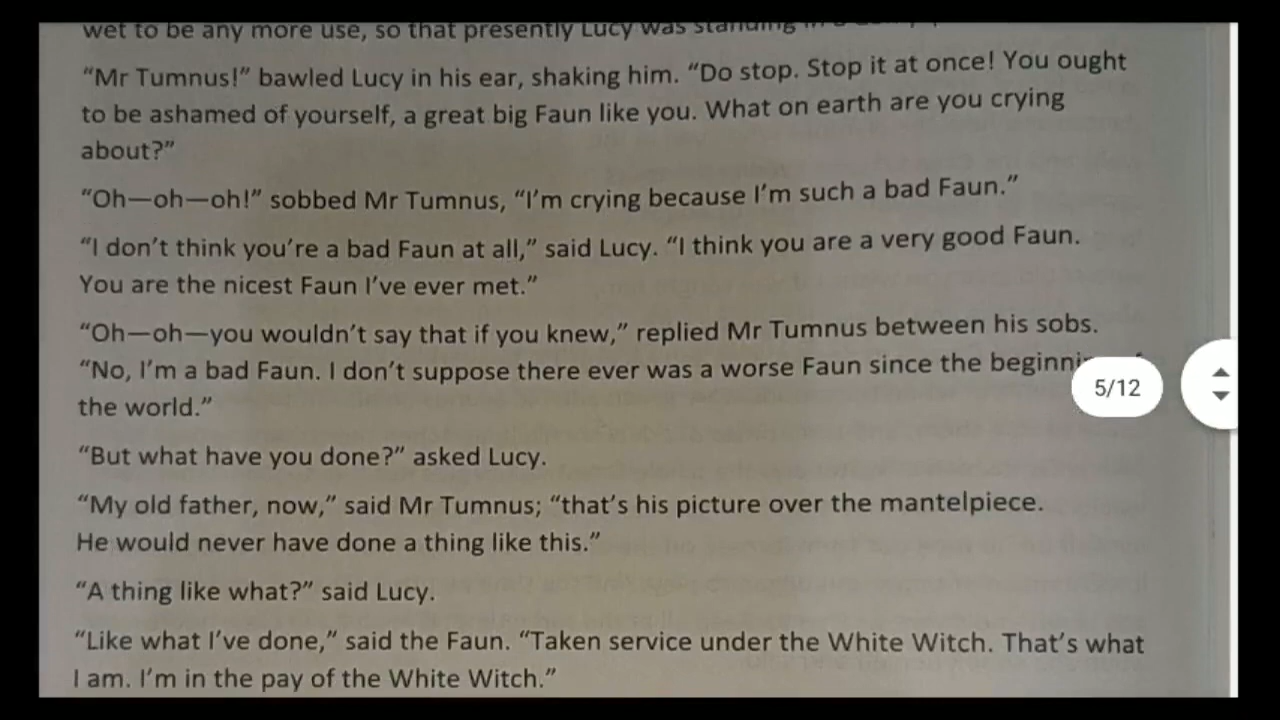 wet to be any more use, so that presently Lucy was standing in a
“Mr Tumnus!” bawled Lucy in his ear, shaking him. “Do stop. Stop it at once! You ought
to be ashamed of yourself, a great big Faun like you. What on earth are you crying
about?”
“Oh—oh—oh!” sobbed Mr Tumnus, “I’m crying because I’m such a bad Faun.”
“I don’t think you’re a bad Faun at all,” said Lucy. “I think you are a very good Faun.
You are the nicest Faun I’ve ever met.”
“Oh—oh—you wouldn’t say that if you knew,” replied Mr Tumnus between his sobs.
“No, I’m a bad Faun. I don’t suppose there ever was a worse Faun since the
the world.”
5/12
“But what have you done?” asked Lucy.
“My old father, now,” said Mr Tumnus; “that’s his picture over the mantelpiece.
He would never have done a thing like this.”
“A thing like what?” said Lucy.
“Like what I’ve done,” said the Faun. “Taken service under the White Witch. That’s what
I am. I’m in the pay of the White Witch.”